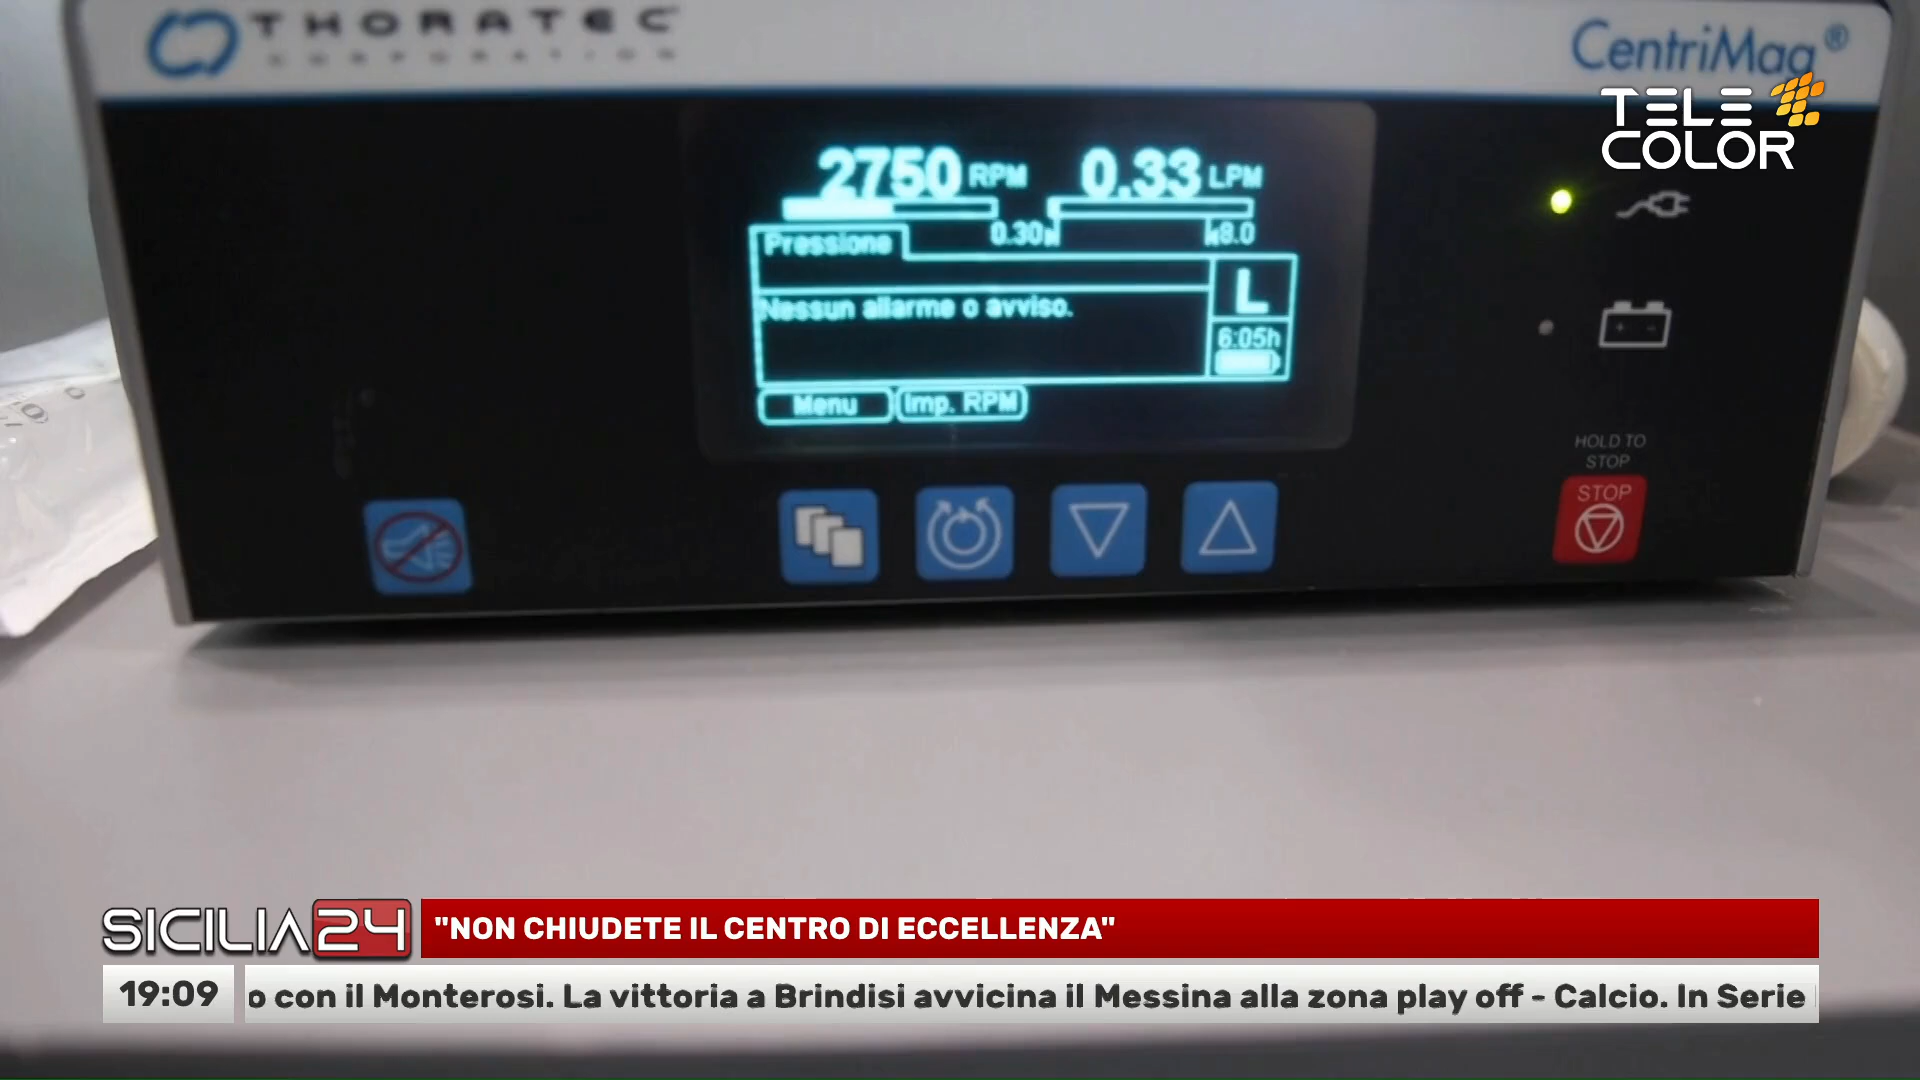 THORATEC
CORPORATION
CentriMag®
TELE
COLOR
2750 RPM 0.33 LPM
0.30 8.0
Pressione
Nessun allarme o avviso.
L
6:05h
Menu Imp. RPM
HOLD TO
STOP
STOP
SICILIA24
"NON CHIUDETE IL CENTRO DI ECCELLENZA"
19:09
o con il Monterosi. La vittoria a Brindisi avvicina il Messina alla zona play off - Calcio. In Serie